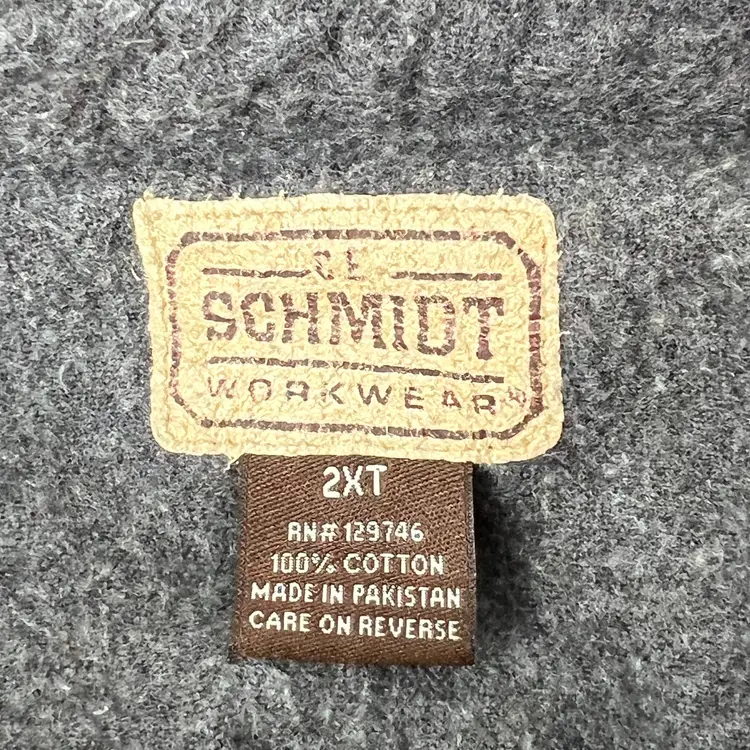 C.E.
SCHMIDT
WORKWEAR®
2XT
RN# 129746
100% COTTON
MADE IN PAKISTAN
CARE ON REVERSE